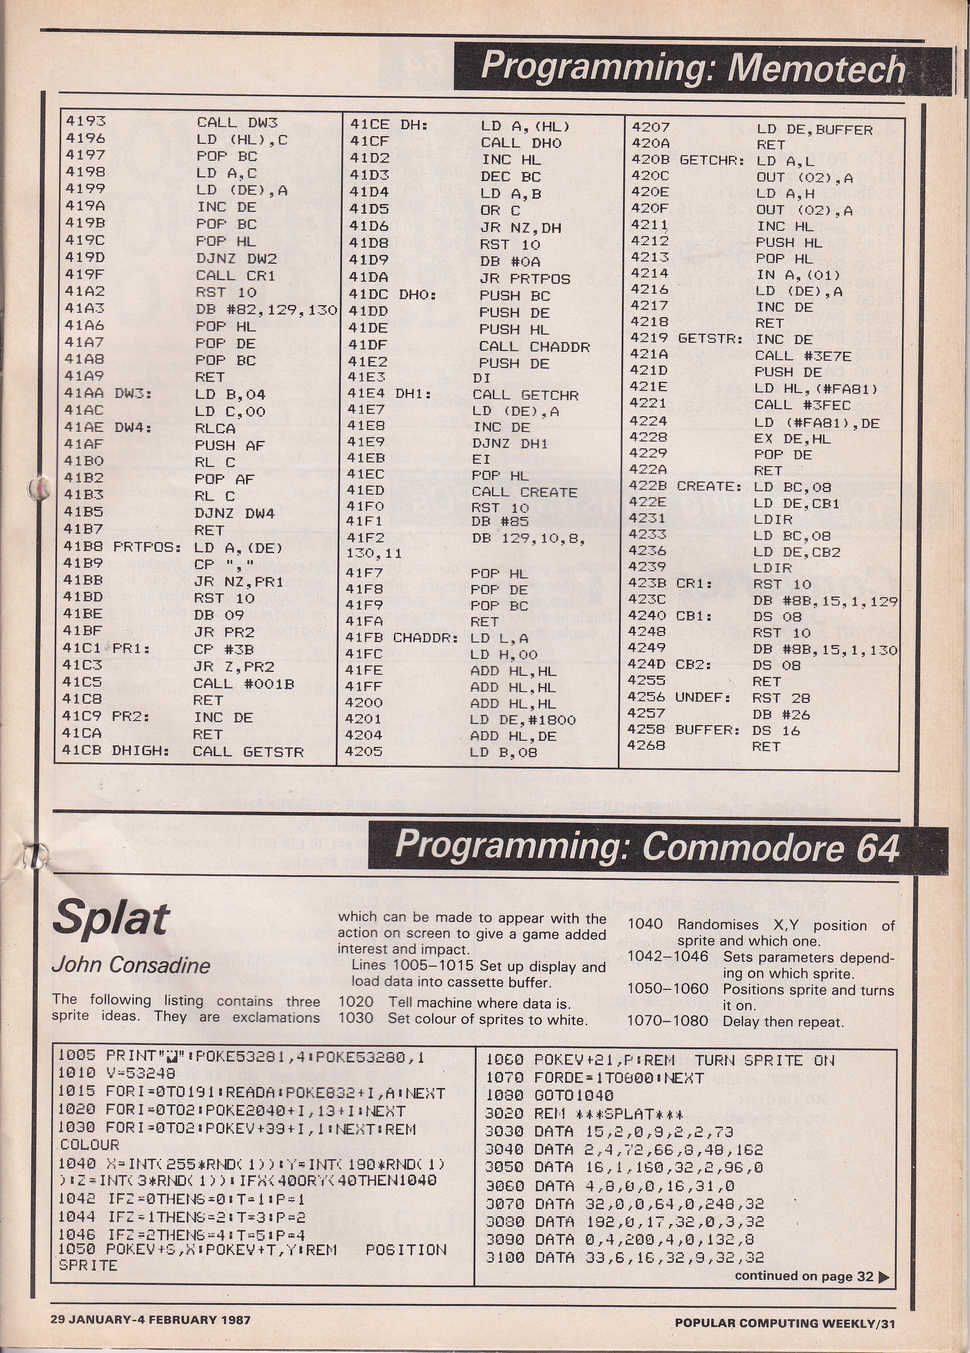 Programming: Memotech
4193 CALL DW3
4196 LD (HL),C
4197 POP BC
4198 LD A,C
4199 LD (DE),A
419A INC DE
419B POP BC
419C POP HL
419D DJNZ DW2
419F CALL CR1
41A2 RST 10
41A3 DB #82,129,130
41A6 POP HL
41A7 POP DE
41A8 POP BC
41A9 RET
41AA DW3: LD B,04
41AC LD C,00
41AE DW4: RLCA
41AF PUSH AF
41B0 RL C
41B2 POP AF
41B3 RL C
41B5 DJNZ DW4
41B7 RET
41B8 PRTPOS: LD A,(DE)
41B9 CP ","
41BB JR NZ,PR1
41BD RST 10
41BE DB 09
41BF JR PR2
41C1 PR1: CP #3B
41C3 JR Z,PR2
41C5 CALL #001B
41C8 RET
41C9 PR2: INC DE
41CA RET
41CB DHIGH: CALL GETSTR
41CE DH: LD A,(HL)
41CF CALL DHO
41D2 INC HL
41D3 DEC BC
41D4 LD A,B
41D5 OR C
41D6 JR NZ,DH
41D8 RST 10
41D9 DB #0A
41DA JR PRTPOS
41DC DHO: PUSH BC
41DD PUSH DE
41DE PUSH HL
41DF CALL CHADDR
41E2 PUSH DE
41E3 DI
41E4 DH1: CALL GETCHR
41E7 LD (DE),A
41E8 INC DE
41E9 DJNZ DH1
41EB EI
41EC POP HL
41ED CALL CREATE
41F0 RST 10
41F1 DB #85
41F2 DB 129,10,8,
130,11
41F7 POP HL
41F8 POP DE
41F9 POP BC
41FA RET
41FB CHADDR: LD L,A
41FC LD H,00
41FE ADD HL,HL
41FF ADD HL,HL
4200 ADD HL,HL
4201 LD DE,#1800
4204 ADD HL,DE
4205 LD B,08
4207 LD DE,BUFFER
420A RET
420B GETCHR: LD A,L
420C OUT (02),A
420E LD A,H
420F OUT (02),A
4211 INC HL
4212 PUSH HL
4213 POP HL
4214 IN A,(01)
4216 LD (DE),A
4217 INC DE
4218 RET
4219 GETSTR: INC DE
421A CALL #3E7E
421D PUSH DE
421E LD HL,(#FA81)
4221 CALL #3FEC
4224 LD (#FA81),DE
4228 EX DE,HL
4229 POP DE
422A RET
422B CREATE: LD BC,08
422E LD DE,CB1
4231 LDIR
4233 LD BC,08
4236 LD DE,CB2
4239 LDIR
423B CR1: RST 10
423C DB #8B,15,1,129
4240 CB1: DS 08
4248 RST 10
4249 DB #8B,15,1,130
424D CB2: DS 08
4255 RET
4256 UNDEF: RST 28
4257 DB #26
4258 BUFFER: DS 16
4268 RET
Programming: Commodore 64
Splat
John Consadine
The following listing contains three
sprite ideas. They are exclamations
which can be made to appear with the
action on screen to give a game added
interest and impact.
Lines 1005–1015 Set up display and
load data into cassette buffer.
1020 Tell machine where data is.
1030 Set colour of sprites to white.
1040 Randomises X,Y position of
sprite and which one.
1042–1046 Sets parameters depend-
ing on which sprite.
1050–1060 Positions sprite and turns
it on.
1070–1080 Delay then repeat.
1005 PRINT"":POKE53281,4:POKE53280,1
1010 V=53248
1015 FORI=0TO191:READA:POKE832+I,A:NEXT
1020 FORI=0TO2:POKE2040+I,13+I:NEXT
1030 FORI=0TO2:POKEV+39+I,1:NEXT:REM
COLOUR
1040 X=INT(255*RND(1)):Y=INT(190*RND(1)
):Z=INT(3*RND(1)):IFX<40ORY<40THEN1040
1042 IFZ=0THENS=0:T=1:P=1
1044 IFZ=1THENS=2:T=3:P=2
1046 IFZ=2THENS=4:T=5:P=4
1050 POKEV+S,X:POKEV+T,Y:REM POSITION
SPRITE
1060 POKEV+21,P:REM TURN SPRITE ON
1070 FORDE=1TO800:NEXT
1080 GOTO1040
3020 REM ***SPLAT***
3030 DATA 15,2,0,9,2,2,73
3040 DATA 2,4,72,66,8,48,162
3050 DATA 16,1,160,32,2,96,0
3060 DATA 4,8,0,0,16,31,0
3070 DATA 32,0,0,64,0,248,32
3080 DATA 192,0,17,32,0,3,32
3090 DATA 0,4,200,4,0,132,8
3100 DATA 33,6,16,32,9,32,32
continued on page 32 ▶
29 JANUARY-4 FEBRUARY 1987
POPULAR COMPUTING WEEKLY/31